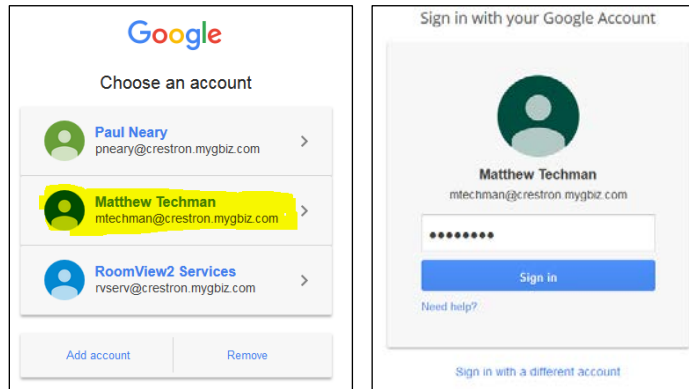 Google
Choose an account
Paul Neary
pneary@crestron.mygbiz.com
Matthew Techman
mtechman@crestron.mygbiz.com
RoomView2 Services
rvserv@crestron.mygbiz.com
Add account
Remove
Sign in with your Google Account
Matthew Techman
mtechman@crestron.mygbiz.com
••••••••
Sign in
Need help?
Sign in with a different account